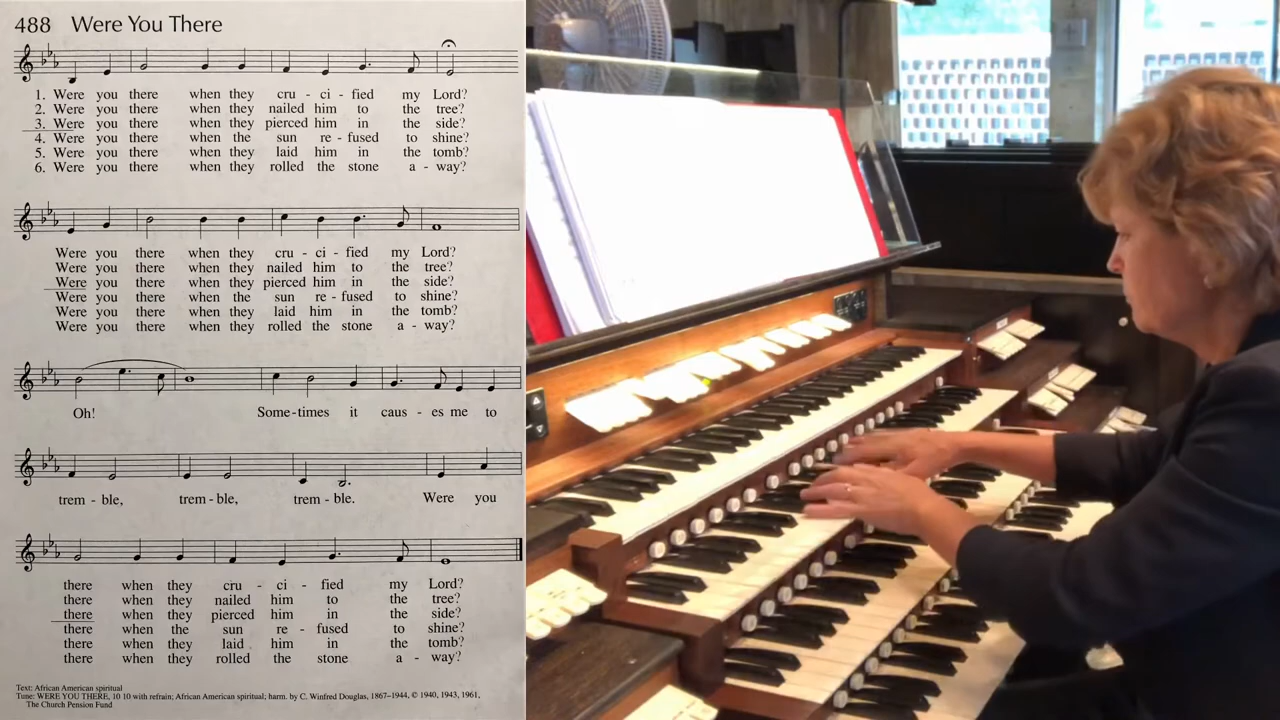 488 Were You There
1. Were you there when they cru - ci - fied my Lord?
2. Were you there when they nailed him to the tree?
3. Were you there when they pierced him in the side?
4. Were you there when the sun re - fused to shine?
5. Were you there when they laid him in the tomb?
6. Were you there when they rolled the stone a - way?
Were you there when they cru - ci - fied my Lord?
Were you there when they nailed him to the tree?
Were you there when they pierced him in the side?
Were you there when the sun re - fused to shine?
Were you there when they laid him in the tomb?
Were you there when they rolled the stone a - way?
Oh! Some - times it caus - es me to
trem - ble, trem - ble, trem - ble. Were you
there when they cru - ci - fied my Lord?
there when they nailed him to the tree?
there when they pierced him in the side?
there when the sun re - fused to shine?
there when they laid him in the tomb?
there when they rolled the stone a - way?
Text: African American spiritual
Tune: WERE YOU THERE, 10 10 with refrain; African American spiritual; harm. by C. Winfred Douglas, 1867–1944, © 1940, 1943, 1961,
The Church Pension Fund